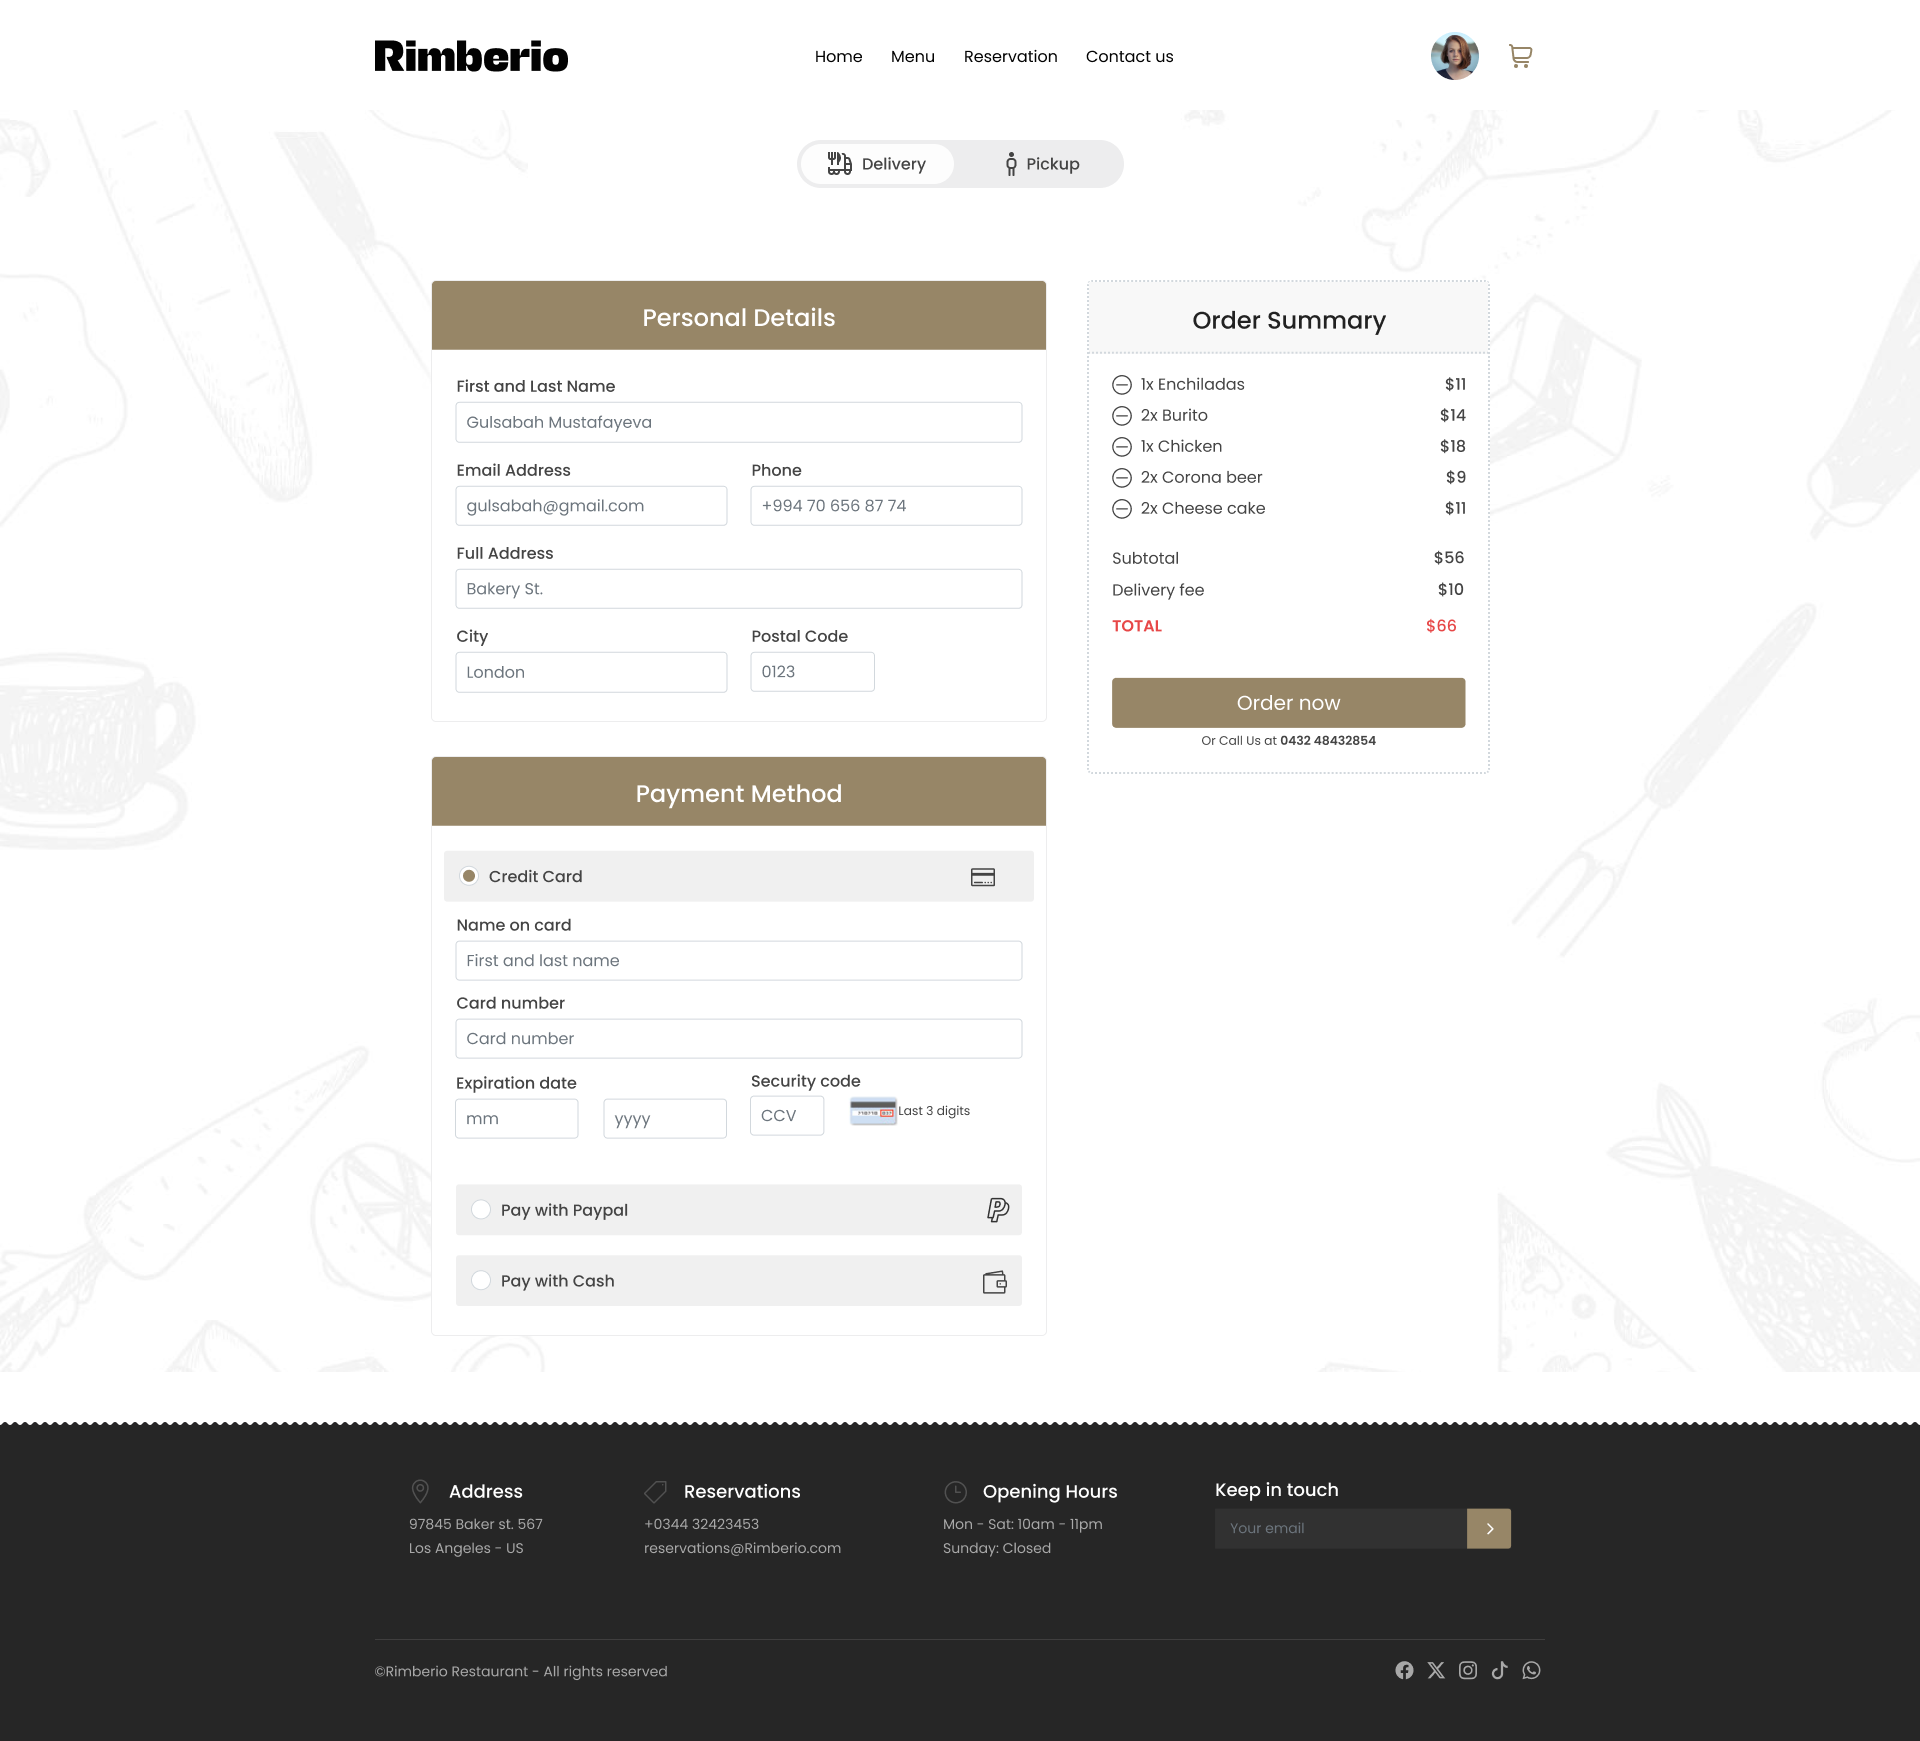 Rimberio
Home Menu Reservation Contact us
Delivery Pickup
Personal Details
First and Last Name
Gulsabah Mustafayeva
Email Address Phone
gulsabah@gmail.com +994 70 656 87 74
Full Address
Bakery St.
City Postal Code
London 0123
Order Summary
1x Enchiladas $11
2x Burito $14
1x Chicken $18
2x Corona beer $9
2x Cheese cake $11
Subtotal $56
Delivery fee $10
TOTAL $66
Order now
Or Call Us at 0432 48432854
Payment Method
Credit Card
Name on card
First and last name
Card number
Card number
Expiration date Security code
mm yyyy CCV Last 3 digits
Pay with Paypal
Pay with Cash
Address
97845 Baker st. 567
Los Angeles - US
Reservations
+0344 32423453
reservations@Rimberio.com
Opening Hours
Mon - Sat: 10am - 11pm
Sunday: Closed
Keep in touch
Your email
©Rimberio Restaurant - All rights reserved